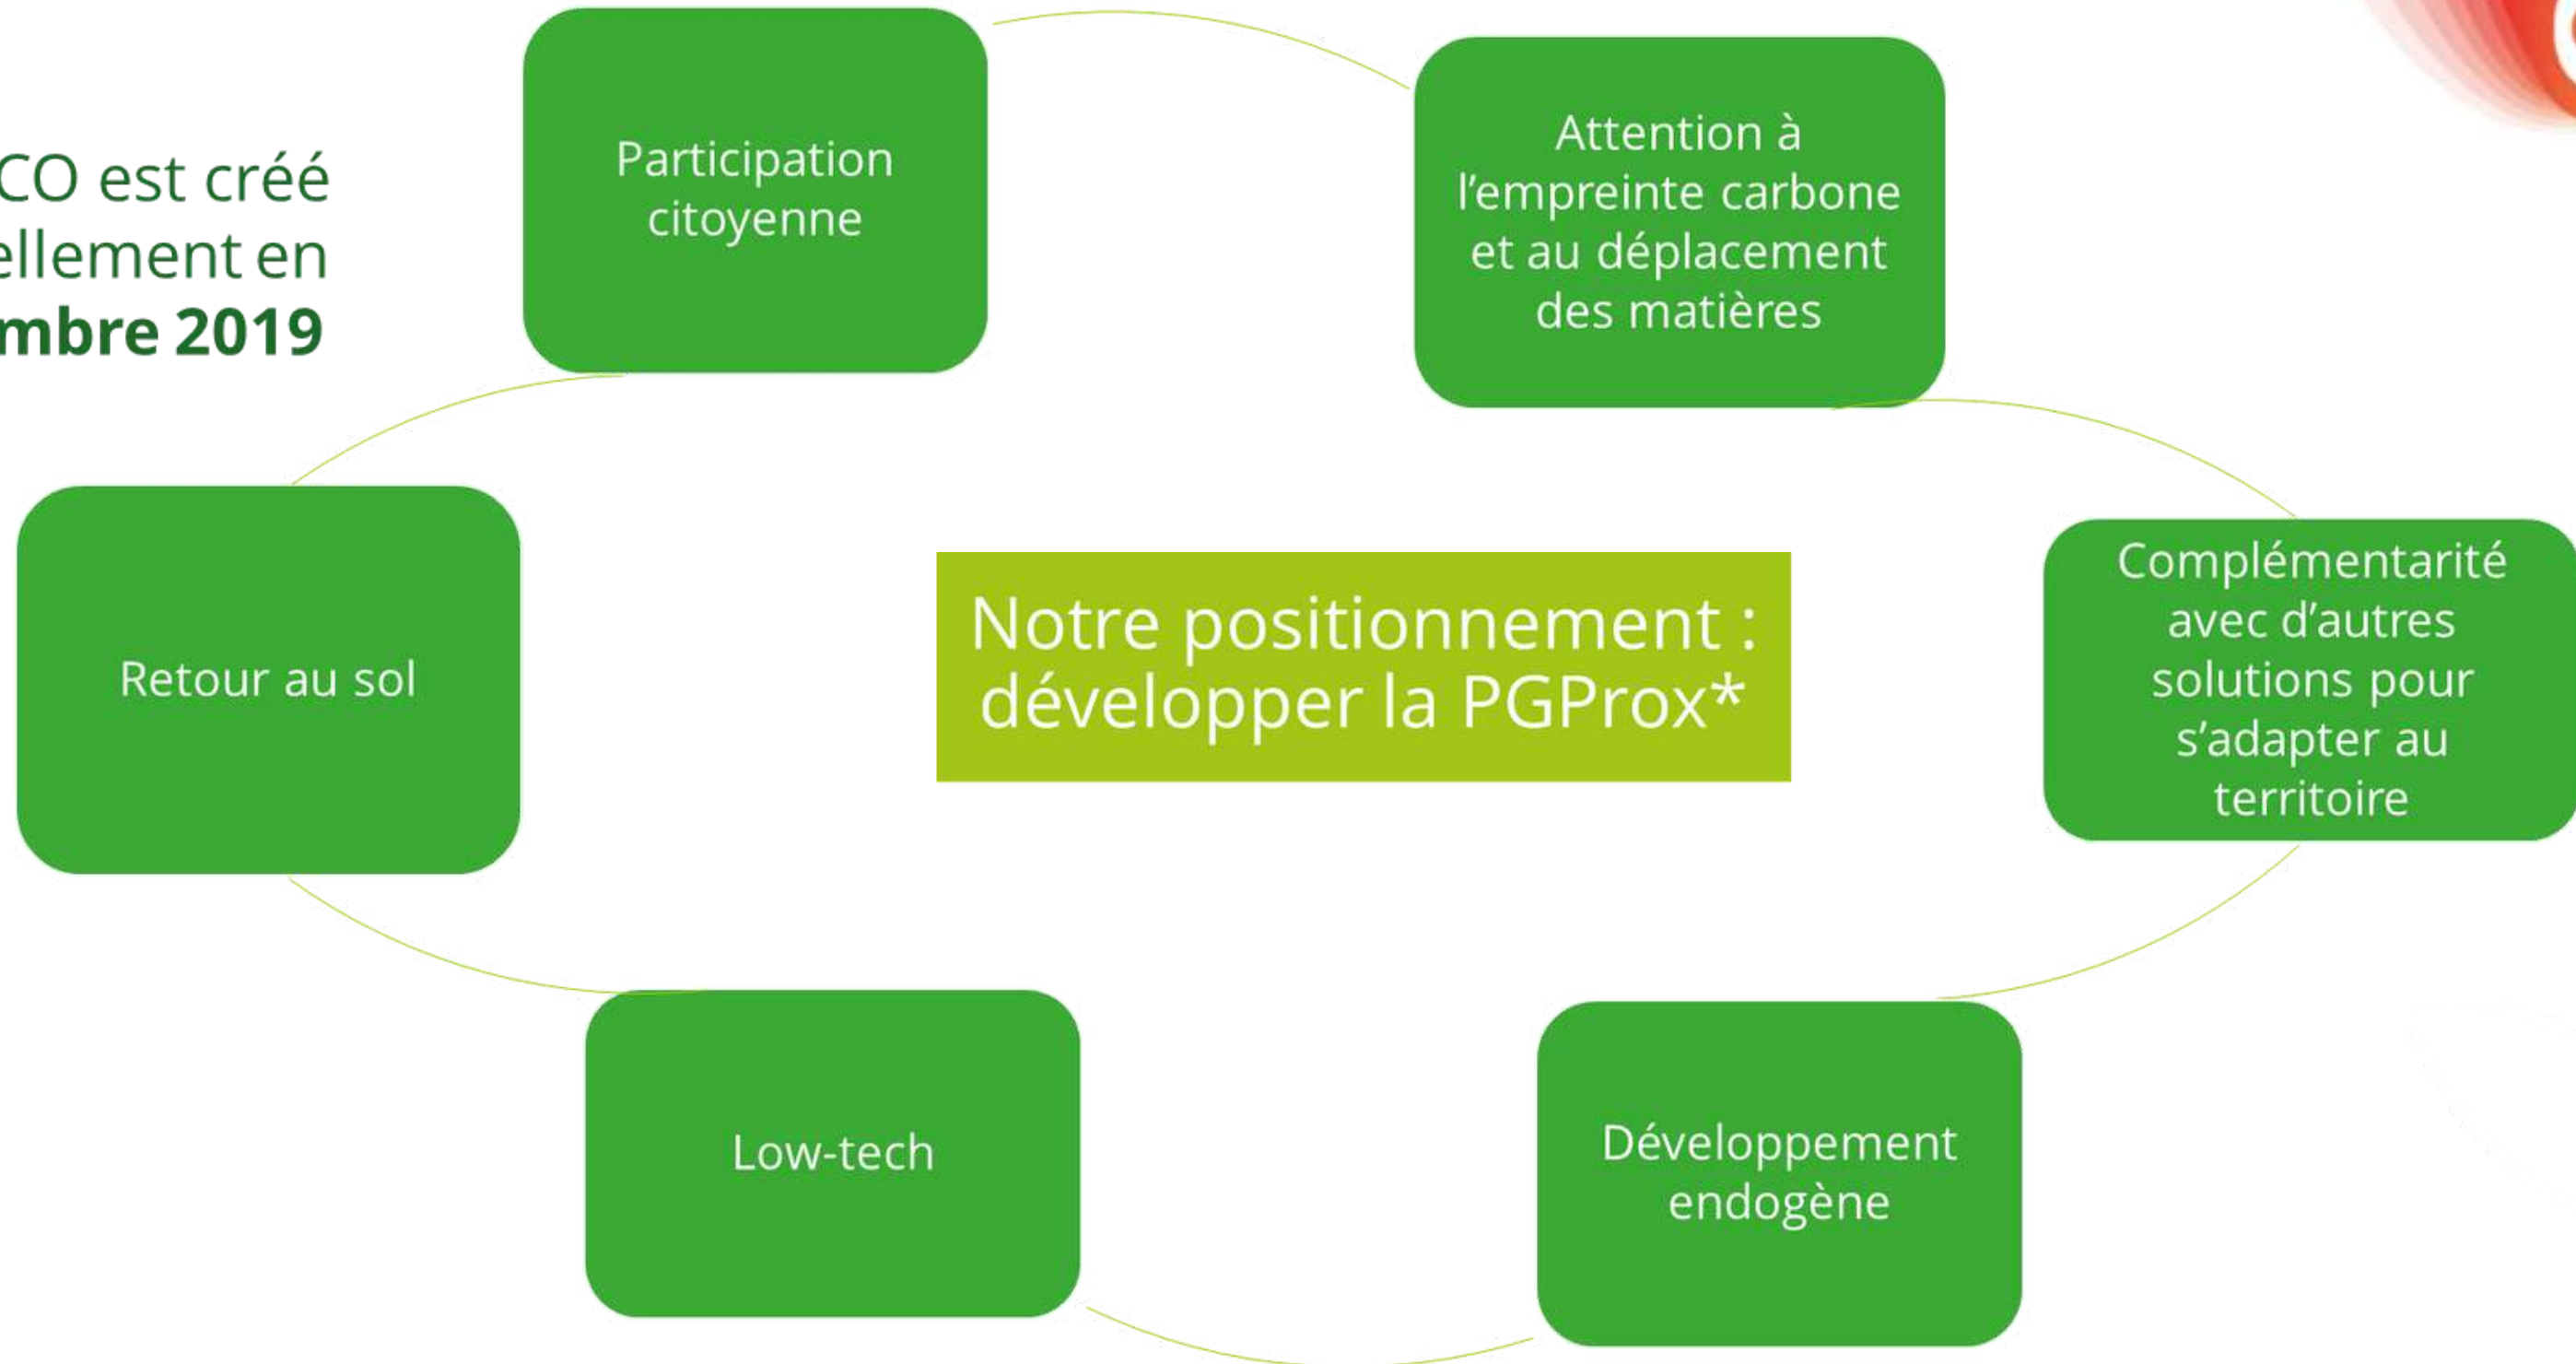 CO est créé
ellement en
mbre 2019
Participation
citoyenne
Attention à
l’empreinte carbone
et au déplacement
des matières
Retour au sol
Notre positionnement :
développer la PGProx*
Complémentarité
avec d’autres
solutions pour
s’adapter au
territoire
Low-tech
Développement
endogène